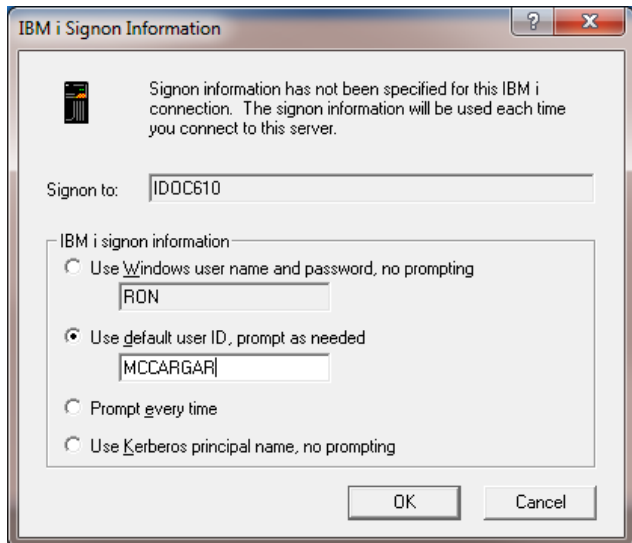 IBM i Signon Information
?
X
Signon information has not been specified for this IBM i
connection. The signon information will be used each time
you connect to this server.
Signon to: IDOC610
IBM i signon information
Use Windows user name and password, no prompting
RON
Use default user ID, prompt as needed
MCCARGAR
Prompt every time
Use Kerberos principal name, no prompting
OK Cancel